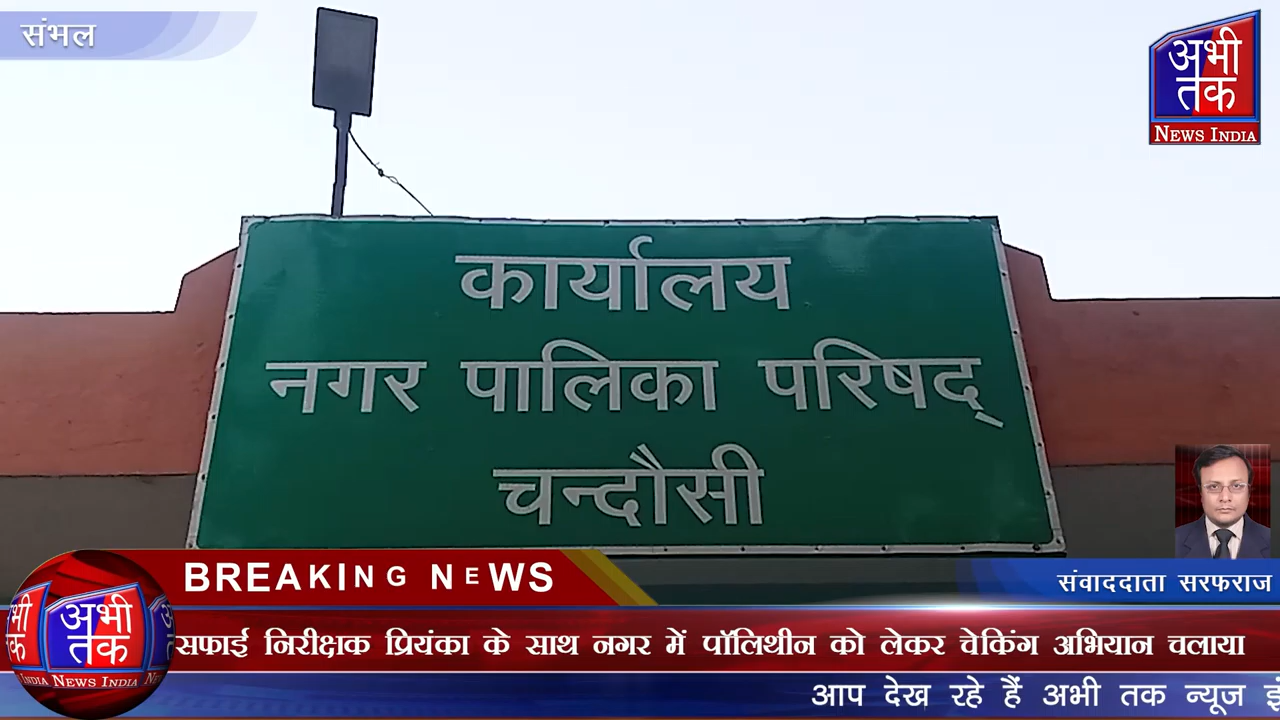 संभल
अभी
तक
NEWS INDIA
कार्यालय
नगर पालिका परिषद्
चन्दौसी
BREAKING NEWS
संवाददाता सरफराज
अभी
तक
NEWS INDIA
सफाई निरीक्षक प्रियंका के साथ नगर में पॉलिथीन को लेकर चेकिंग अभियान चलाया
आप देख रहे हैं अभी तक न्यूज